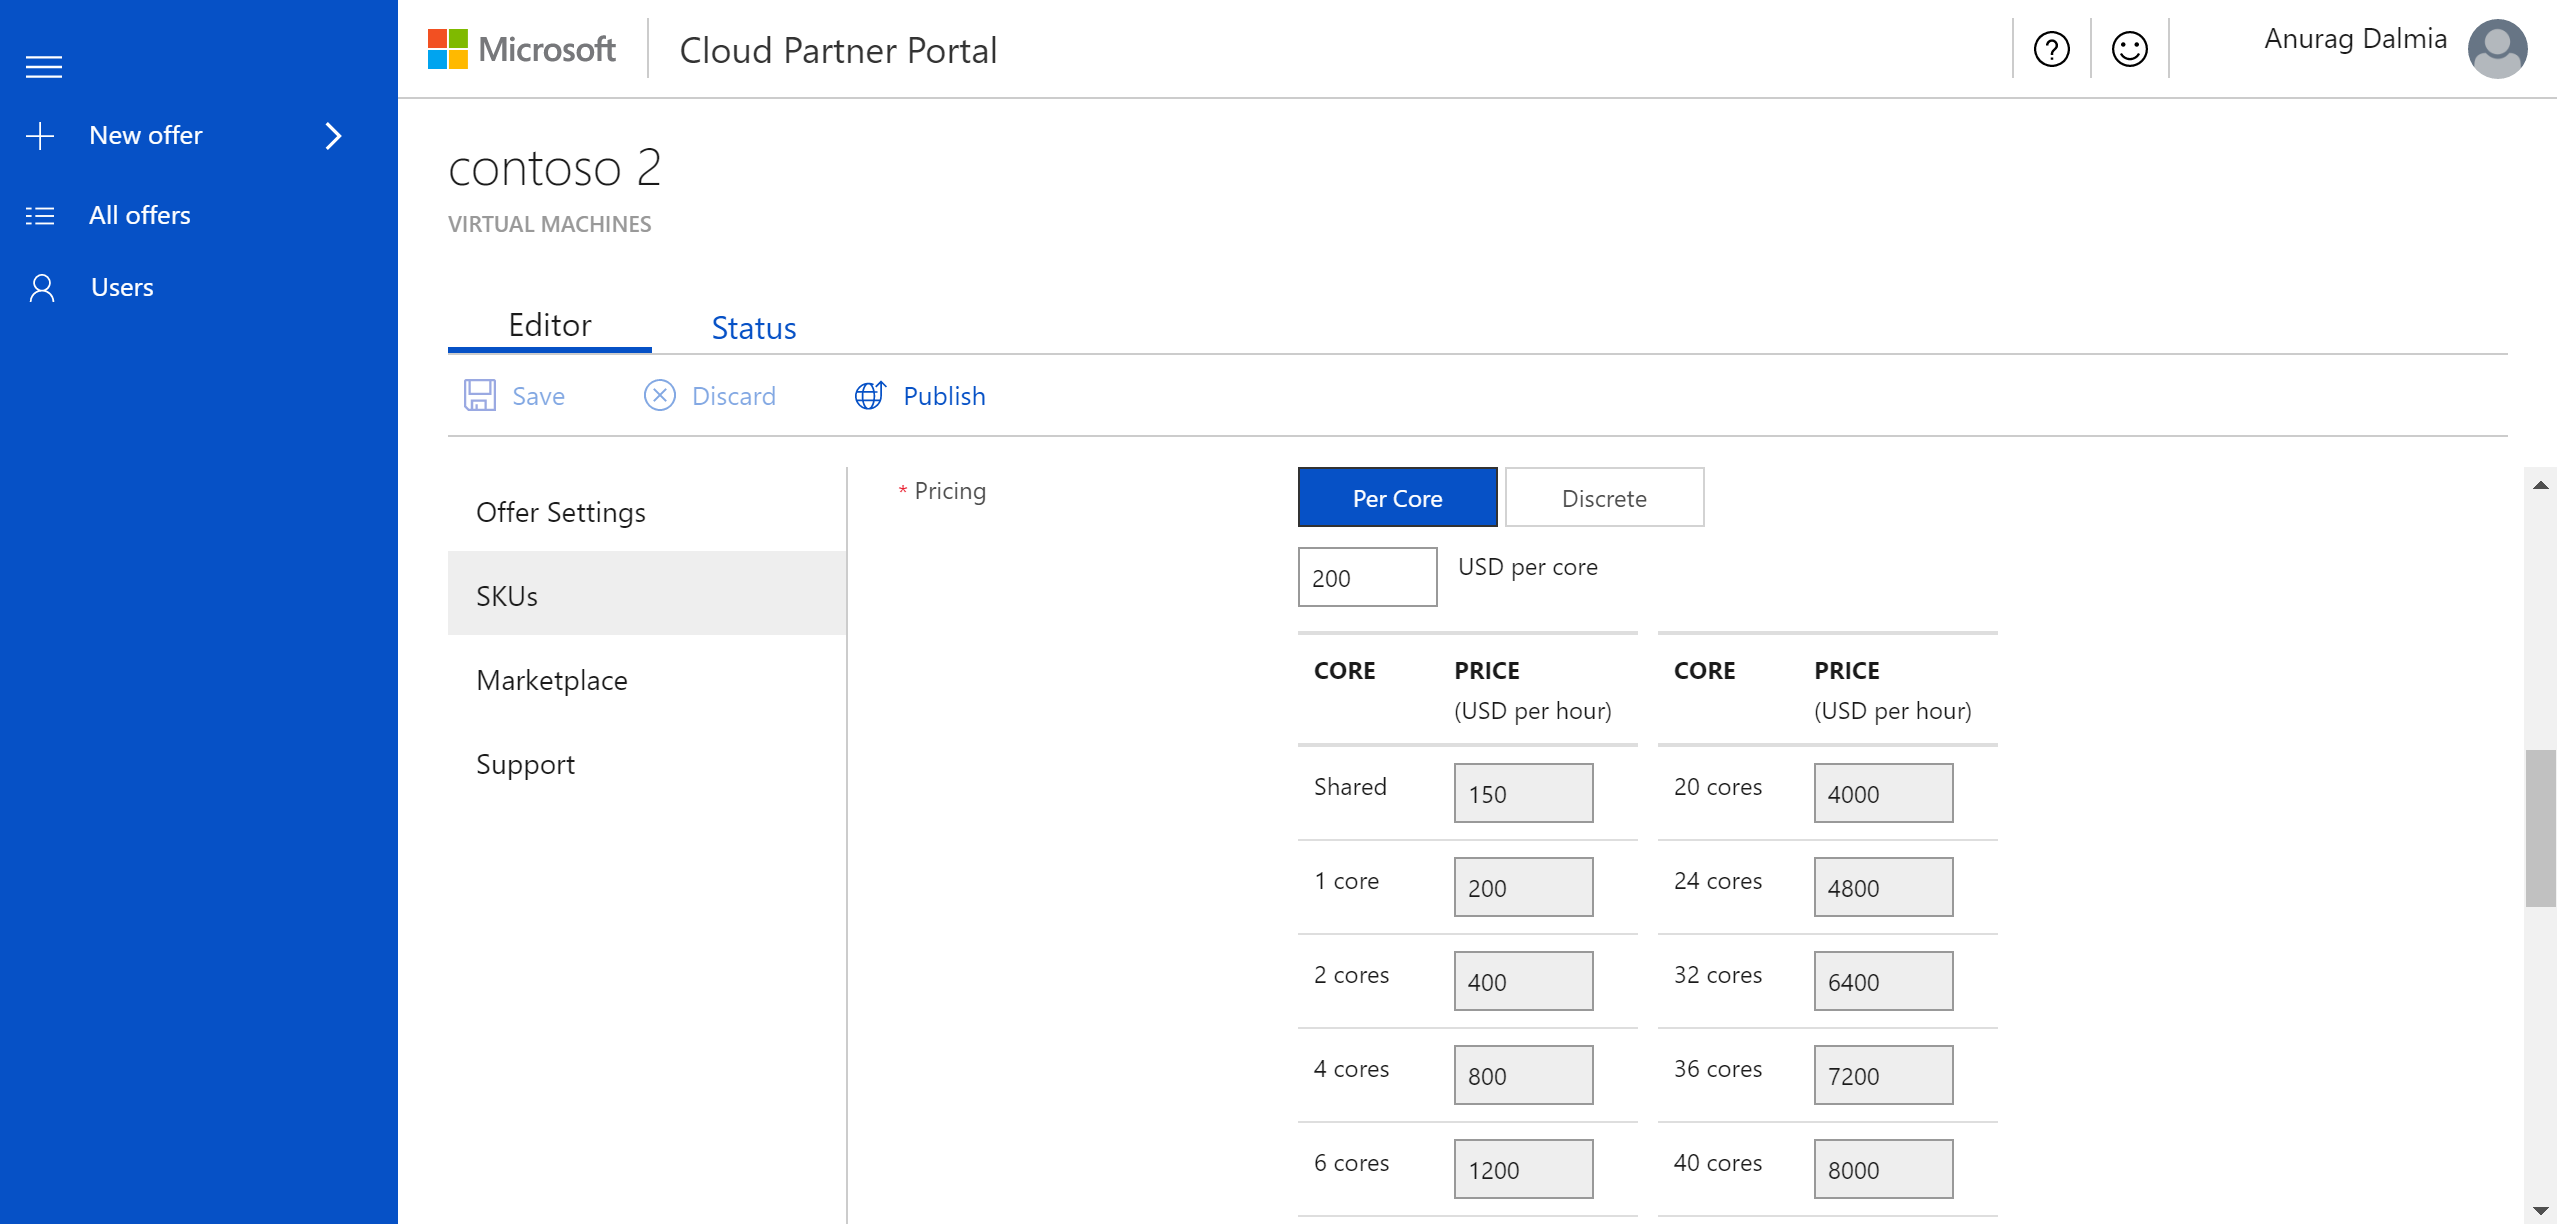 Microsoft
Cloud Partner Portal
Anurag Dalmia
New offer
All offers
Users
contoso 2
VIRTUAL MACHINES
Editor
Status
Save
Discard
Publish
Offer Settings
SKUs
Marketplace
Support
* Pricing
Per Core
Discrete
200 USD per core
CORE PRICE CORE PRICE
(USD per hour) (USD per hour)
Shared 150 20 cores 4000
1 core 200 24 cores 4800
2 cores 400 32 cores 6400
4 cores 800 36 cores 7200
6 cores 1200 40 cores 8000